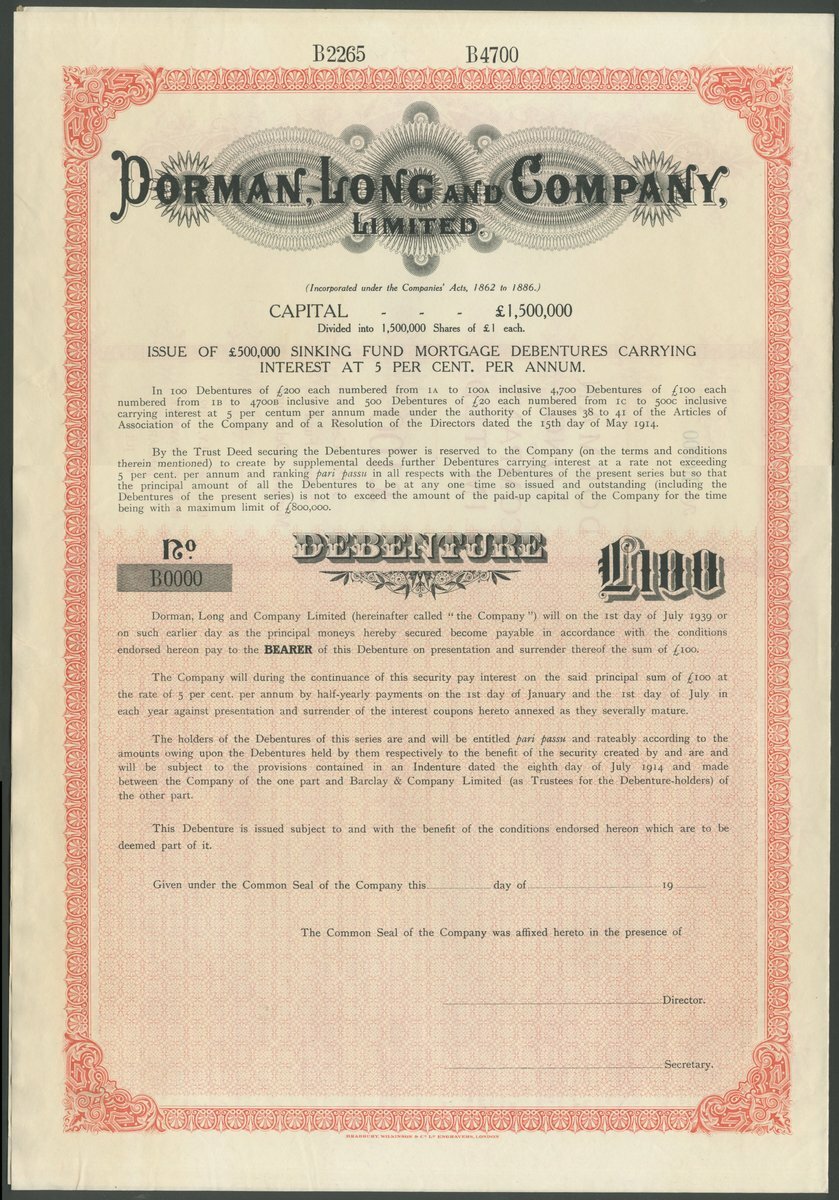 B2265 B4700
DORMAN, LONG AND COMPANY,
LIMITED.
(Incorporated under the Companies' Acts, 1862 to 1886.)
CAPITAL - - - £1,500,000
Divided into 1,500,000 Shares of £1 each.
ISSUE OF £500,000 SINKING FUND MORTGAGE DEBENTURES CARRYING
INTEREST AT 5 PER CENT. PER ANNUM.
In 100 Debentures of £200 each numbered from 1A to 100A inclusive 4,700 Debentures of £100 each
numbered from 1B to 4700B inclusive and 500 Debentures of £20 each numbered from 1C to 500C inclusive
carrying interest at 5 per centum per annum made under the authority of Clauses 38 to 41 of the Articles of
Association of the Company and of a Resolution of the Directors dated the 15th day of May 1914.
By the Trust Deed securing the Debentures power is reserved to the Company (on the terms and conditions
therein mentioned) to create by supplemental deeds further Debentures carrying interest at a rate not exceeding
5 per cent. per annum and ranking pari passu in all respects with the Debentures of the present series but so that
the principal amount of all the Debentures to be at any one time so issued and outstanding (including the
Debentures of the present series) is not to exceed the amount of the paid-up capital of the Company for the time
being with a maximum limit of £800,000.
No DEBENTURE £100
B0000
Dorman, Long and Company Limited (hereinafter called "the Company") will on the 1st day of July 1939 or
on such earlier day as the principal moneys hereby secured become payable in accordance with the conditions
endorsed hereon pay to the BEARER of this Debenture on presentation and surrender thereof the sum of £100.
The Company will during the continuance of this security pay interest on the said principal sum of £100 at
the rate of 5 per cent. per annum by half-yearly payments on the 1st day of January and the 1st day of July in
each year against presentation and surrender of the interest coupons hereto annexed as they severally mature.
The holders of the Debentures of this series are and will be entitled pari passu and rateably according to the
amounts owing upon the Debentures held by them respectively to the benefit of the security created by and are and
will be subject to the provisions contained in an Indenture dated the eighth day of July 1914 and made
between the Company of the one part and Barclay & Company Limited (as Trustees for the Debenture-holders) of
the other part.
This Debenture is issued subject to and with the benefit of the conditions endorsed hereon which are to be
deemed part of it.
Given under the Common Seal of the Company this day of 19
The Common Seal of the Company was affixed hereto in the presence of
Director.
Secretary.
BRADBURY, WILKINSON & Co. Ld. ENGRAVERS, LONDON